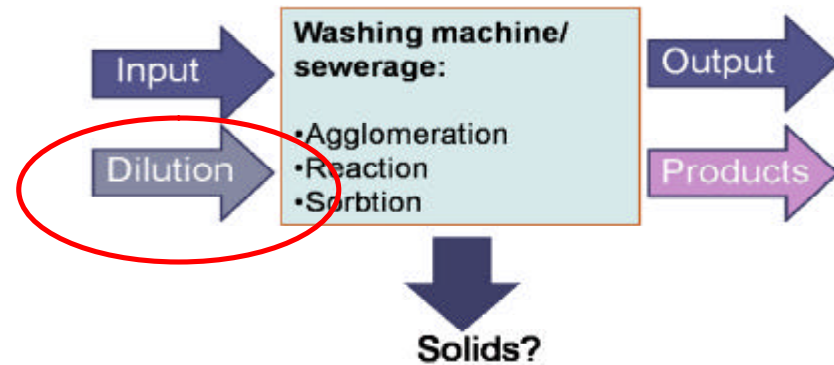 Input
Dilution
Washing machine/
sewerage:
•Agglomeration
•Reaction
•Sorbtion
Output
Products
Solids?